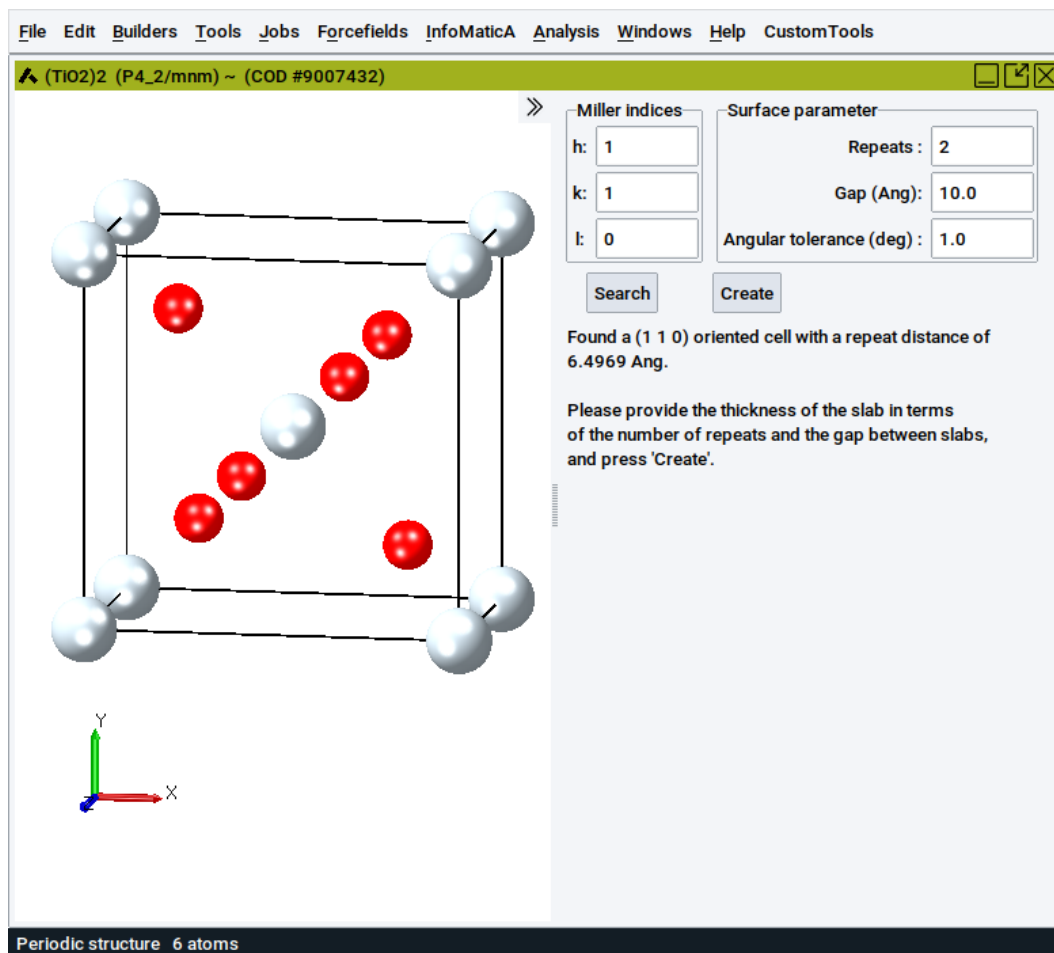 File Edit Builders Tools Jobs Forcefields InfoMaticA Analysis Windows Help CustomTools
(TiO2)2 (P4_2/mnm) ~ (COD #9007432)
Miller indices
h: 1
k: 1
l: 0
Surface parameter
Repeats : 2
Gap (Ang): 10.0
Angular tolerance (deg) : 1.0
Search Create
Found a (1 1 0) oriented cell with a repeat distance of
6.4969 Ang.
Please provide the thickness of the slab in terms
of the number of repeats and the gap between slabs,
and press 'Create'.
Y
X
Z
Periodic structure 6 atoms